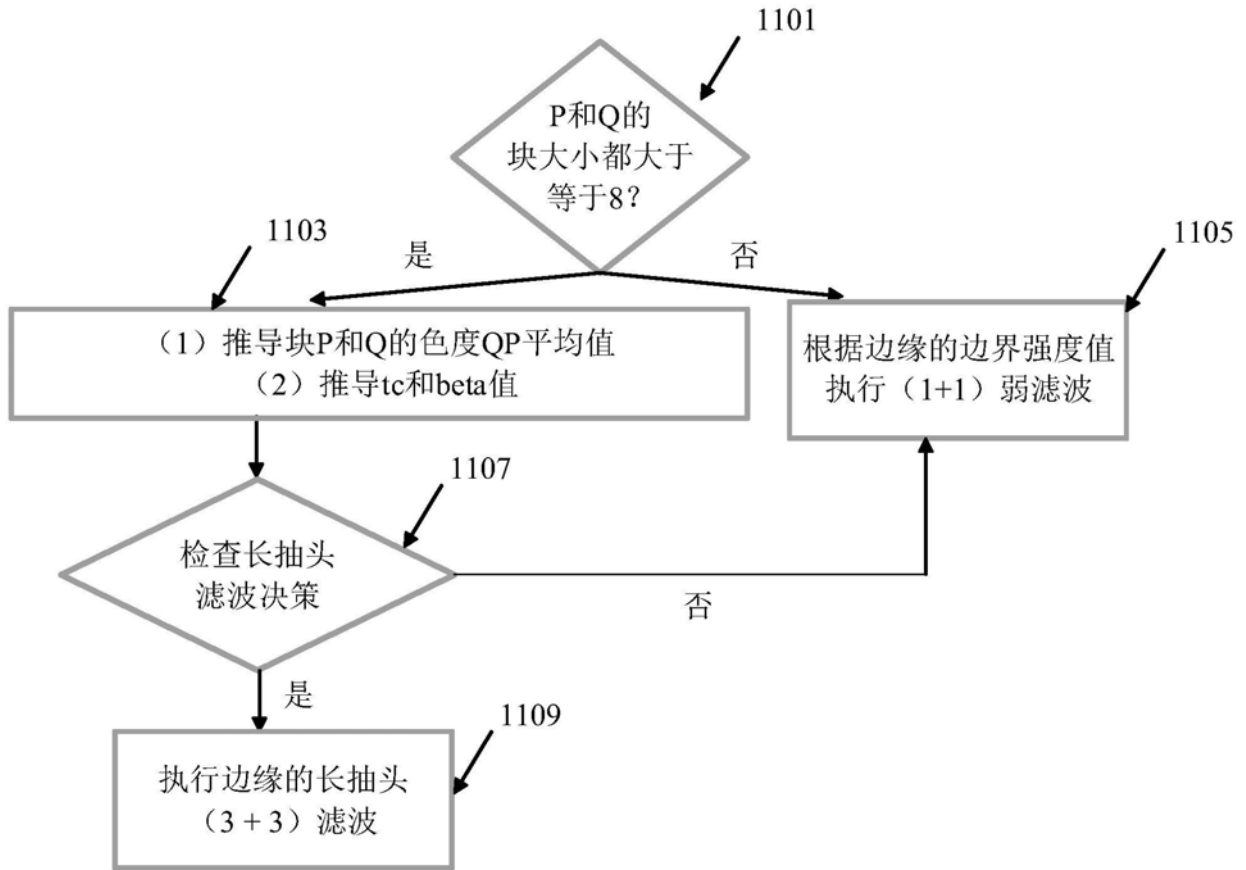 1101
P和Q的
块大小都大于
等于8?
1103
是
否
1105
（1）推导块P和Q的色度QP平均值
（2）推导tc和beta值
根据边缘的边界强度值
执行（1+1）弱滤波
1107
检查长抽头
滤波决策
否
是
1109
执行边缘的长抽头
（3 + 3）滤波